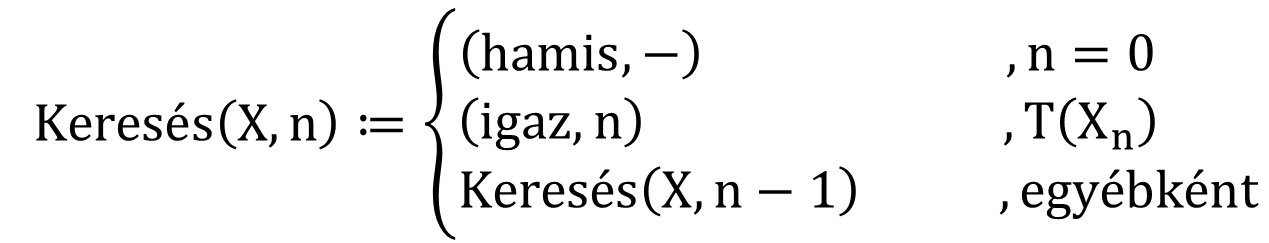 (hamis, −) , n = 0
Keresés(X, n) ≔ (igaz, n) , T(Xₙ)
Keresés(X, n − 1) , egyébként